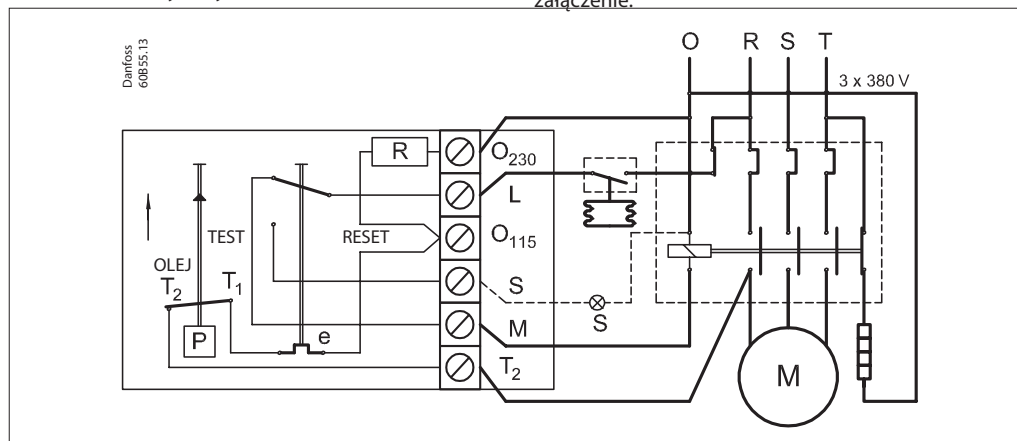 załączenie.
Danfoss
60B55.13
O R S T
3 x 380 V
R
O230
L
TEST
RESET
O115
OLEJ
T2 T1
S
S
P
e
M
T2
M